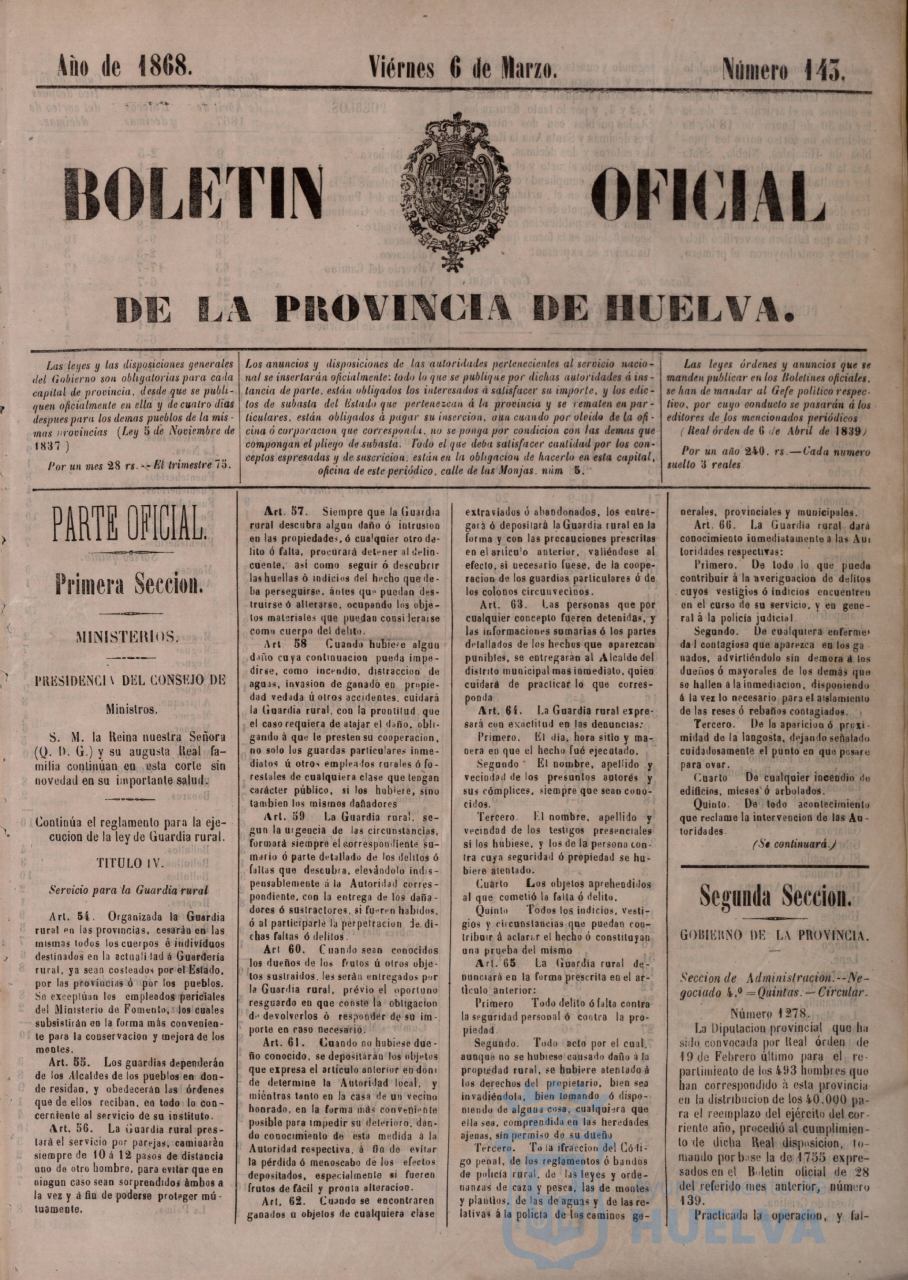 Año de 1868.
Viérnes 6 de Marzo.
Número 143.
BOLETIN OFICIAL
DE LA PROVINCIA DE HUELVA.
Las leyes y las disposiciones generales
del Gobierno son obligatorias para cada
capital de provincia, desde que se publi-
quen oficialmente en ella y de cuatro dias
despues para los demas pueblos de la mis-
mas provincias (Ley 5 de Noviembre de
1837)
Por un mes 28 rs.--El trimestre 75.
Los anuncios y disposiciones de las autoridades pertenecientes al servicio nacio-
nal se insertarán oficialmente: todo lo que se publique por dichas autoridades á ins-
tancia de parte, están obligados los interesados á satisfacer su importe, y los edic-
tos de subasta del Estado que pertenezcan á la provincia y se rematen en par-
ticulares, están obligados á pagar su insercion, aun cuando por olvido de la ofi-
cina ó corporacion que corresponda, no se ponga por condicion con las demas que
compongan el pliego de subasta. Todo el que deba satisfacer cantidad por los con-
ceptos espresadas y de suscricion, están en la obligacion de hacerlo en esta capital,
oficina de este periódico, calle de las Monjas, núm 5.
Las leyes órdenes y anuncios que se
manden publicar en los Boletines oficiales,
se han de mandar al Gefe político respec-
tivo, por cuyo conducto se pasarán á los
editores de los mencionados periódicos
(Real órden de 6 de Abril de 1839)
Por un año 240. rs.—Cada numero
suelto 3 reales
PARTE OFICIAL.
Primera Seccion.
MINISTERIOS.
PRESIDENCIA DEL CONSEJO DE
Ministros.
S. M. la Reina nuestra Señora
(Q. D. G.) y su augusta Real fa-
milia continúan en esta corte sin
novedad en su importante salud.
Continúa el reglamento para la eje-
cucion de la ley de Guardia rural.
TITULO IV.
Servicio para la Guardia rural
Art. 54. Organizada la Guardia
rural en las provincias, cesarán en las
mismas todos los cuerpos é individuos
destinados en la actualidad á Guardería
rural, ya sean costeados por el Estado,
por las provincias ó por los pueblos.
Se exceptúan los empleados periciales
del Ministerio de Fomento, los cuales
subsistirán en la forma más convenien-
te para la conservacion y mejora de los
montes.
Art. 55. Los guardias dependerán
de los Alcaldes de los pueblos en don-
de residan, y obedecerán las órdenes
que de ellos reciban, en todo lo con-
cerniente al servicio de su instituto.
Art. 56. La Guardia rural pres-
tará el servicio por parejas, caminarán
siempre de 10 á 12 pasos de distancia
uno de otro hombre, para evitar que en
ningun caso sean sorprendidos ámbos a
la vez y á fin de poderse proteger mú-
tuamente.
Art. 57. Siempre que la Guardia
rural descubra algun daño ó intrusion
en las propiedades, ó cualquier otro de-
lito ó falta, procurará detener al delin-
cuente, asi como seguir ó descubrir
las huellas ó indicios del hecho que de-
ba perseguirse, ántes que puedan des-
truirse ó alterarse, ocupando los obje-
tos materiales que puedan considerarse
como cuerpo del delito.
Art. 58 Cuando hubiere algun
daño cuya continuacion pueda impe-
dirse, como incendio, distraccion de
aguas, invasion de ganado en propie-
dad vedada ú otros accidentes, cuidará
la Guardia rural, con la prontitud que
el caso requiera de atajar el daño, obli-
gando á que le presten su cooperacion,
no solo los guardas particulares inme-
diatos ú otros empleados rurales ó fo-
restales de cualquiera clase que tengan
carácter público, si los hubiere, sino
tambien los mismos dañadores
Art. 59 La Guardia rural, se-
gun la urgencia de las circunstancias,
formará siempre el correspondiente su-
mario ó parte detallado de los delitos ó
faltas que descubra, elevándolo indis-
pensablemente á la Autoridad corres-
pondiente, con la entrega de los daña-
dores ó sustractores, si fueren habidos,
ó al participarle la perpetracion de di-
chas faltas ó delitos.
Art 60. Cuando sean conocidos
los dueños de los frutos ú otros obje-
tos sustraidos, les serán entregados por
la Guardia rural, prévio el oportuno
resguardo en que conste la obligacion
de devolverlos ó responder de su im-
porte en caso necesario.
Art. 61. Cuando no hubiese due-
ño conocido, se depositarán los objetos
que expresa el artículo anterior en don-
de determine la Autoridad local, y
miéntras tanto en la casa de un vecino
honrado, en la forma más conveniente
posible para impedir su deterioro, dan-
do conocimiento de esta medida á la
Autoridad respectiva, á fin de evitar
la pérdida ó menoscabo de los efectos
depositados, especialmente si fueren
frutos de fácil y pronta alteracion.
Art. 62. Cuando se encontraren
ganados u objetos de cualquiera clase
extraviados ó abandonados, los entre-
gará ó depositará la Guardia rural en la
forma y con las precauciones prescritas
en el artículo anterior, valiéndose al
efecto, si necesario fuese, de la coope-
racion de los guardias particulares ó de
los colonos circunvecinos.
Art. 63. Las personas que por
cualquier concepto fueren detenidas, y
las informaciones sumarias ó los partes
detallados de los hechos que aparezcan
punibles, se entregarán al Alcalde del
distrito municipal mas inmediato, quien
cuidará de practicar lo que corres-
ponda
Art. 64. La Guardia rural expre-
sará con exactitud en las denuncias:
Primero. El dia, hora sitio y ma-
nera en que el hecho fué ejecutado.
Segundo El nombre, apellido y
vecindad de los presuntos autorés y
sus cómplices, siempre que sean cono-
cidos.
Tercero. El nombre, apellido y
vecindad de los testigos presenciales
si los hubiese, y los de la persona con-
tra cuya seguridad ó propiedad se hu-
biere atentado.
Cuarto Los objetos aprehendidos
al que cometió la falta ó delito.
Quinto Todos los indicios, vesti-
gios y circunstancias que puedan con-
tribuir á aclarar el hecho ó constituyan
una prueba del mismo
Art. 65 La Guardia rural de-
nunciará en la forma prescrita en el ar-
tículo anterior:
Primero Todo delito ó falta contra
la seguridad personal ó contra la pro-
piedad.
Segundo. Todo acto por el cual,
aunque no se hubiese causado daño á la
propiedad rural, se hubiere atentado á
los derechos del propietario, bien sea
invadiéndola, bien tomando ó dispo-
niendo de alguna cosa, cualquiera que
ella sea, comprendida en las heredades
ajenas, sin permiso de su dueño
Tercero. Toda ifraccion del Códi-
go penal, de los reglamentos ó bandos
de policia rural, de las leyes y orde-
nanzas de caza y pesca, las de montes
y plantíos, de las de aguas y de las re-
lativas á la policía de los caminos ge-
nerales, provinciales y municipales.
Art. 66. La Guardia rural dará
conocimiento inmediatamente á las Au-
toridades respectivas:
Primero. De todo lo que pueda
contribuir á la averiguacion de delitos
cuyos vestigios ó indicios encuentren
en el curso de su servicio, y en gene-
ral á la policía judicial.
Segundo. De cualquiera enferme-
dad contagiosa que aparezca en los ga-
nados, advirtiéndolo sin demora á los
dueños ó mayorales de los demás que
se hallen á la inmediacion, disponiendo
á la vez lo necesario para el aislamiento
de las reses ó rebaños contagiados.
Tercero. De la aparicion ó proxi-
midad de la langosta, dejando señalado
cuidadosamente el punto en que posare
para ovar.
Cuarto De cualquier incendio de
edificios, mieses ó arbolados.
Quinto. De todo acontecimiento
que reclame la intervencion de las Au-
toridades.
(Se continuará.)
Segunda Seccion.
GOBIERNO DE LA PROVINCIA.
Seccion de Administracion.--Ne-
gociado 4.º=Quintas.—Circular.
Número 1278.
La Diputacion provincial que ha
sido convocada por Real órden de
19 de Febrero último para el re-
partimiento de los 493 hombres que
han correspondido á esta provincia
en la distribucion de los 40.000 pa-
ra el reemplazo del ejército del cor-
riente año, procedió al cumplimien-
to de dicha Real disposicion, to-
mando por base la de 1755 expre-
sados en el Boletin oficial de 28
del referido mes anterior, número
139.
Practicada la operacion, y fal-
HUELVA